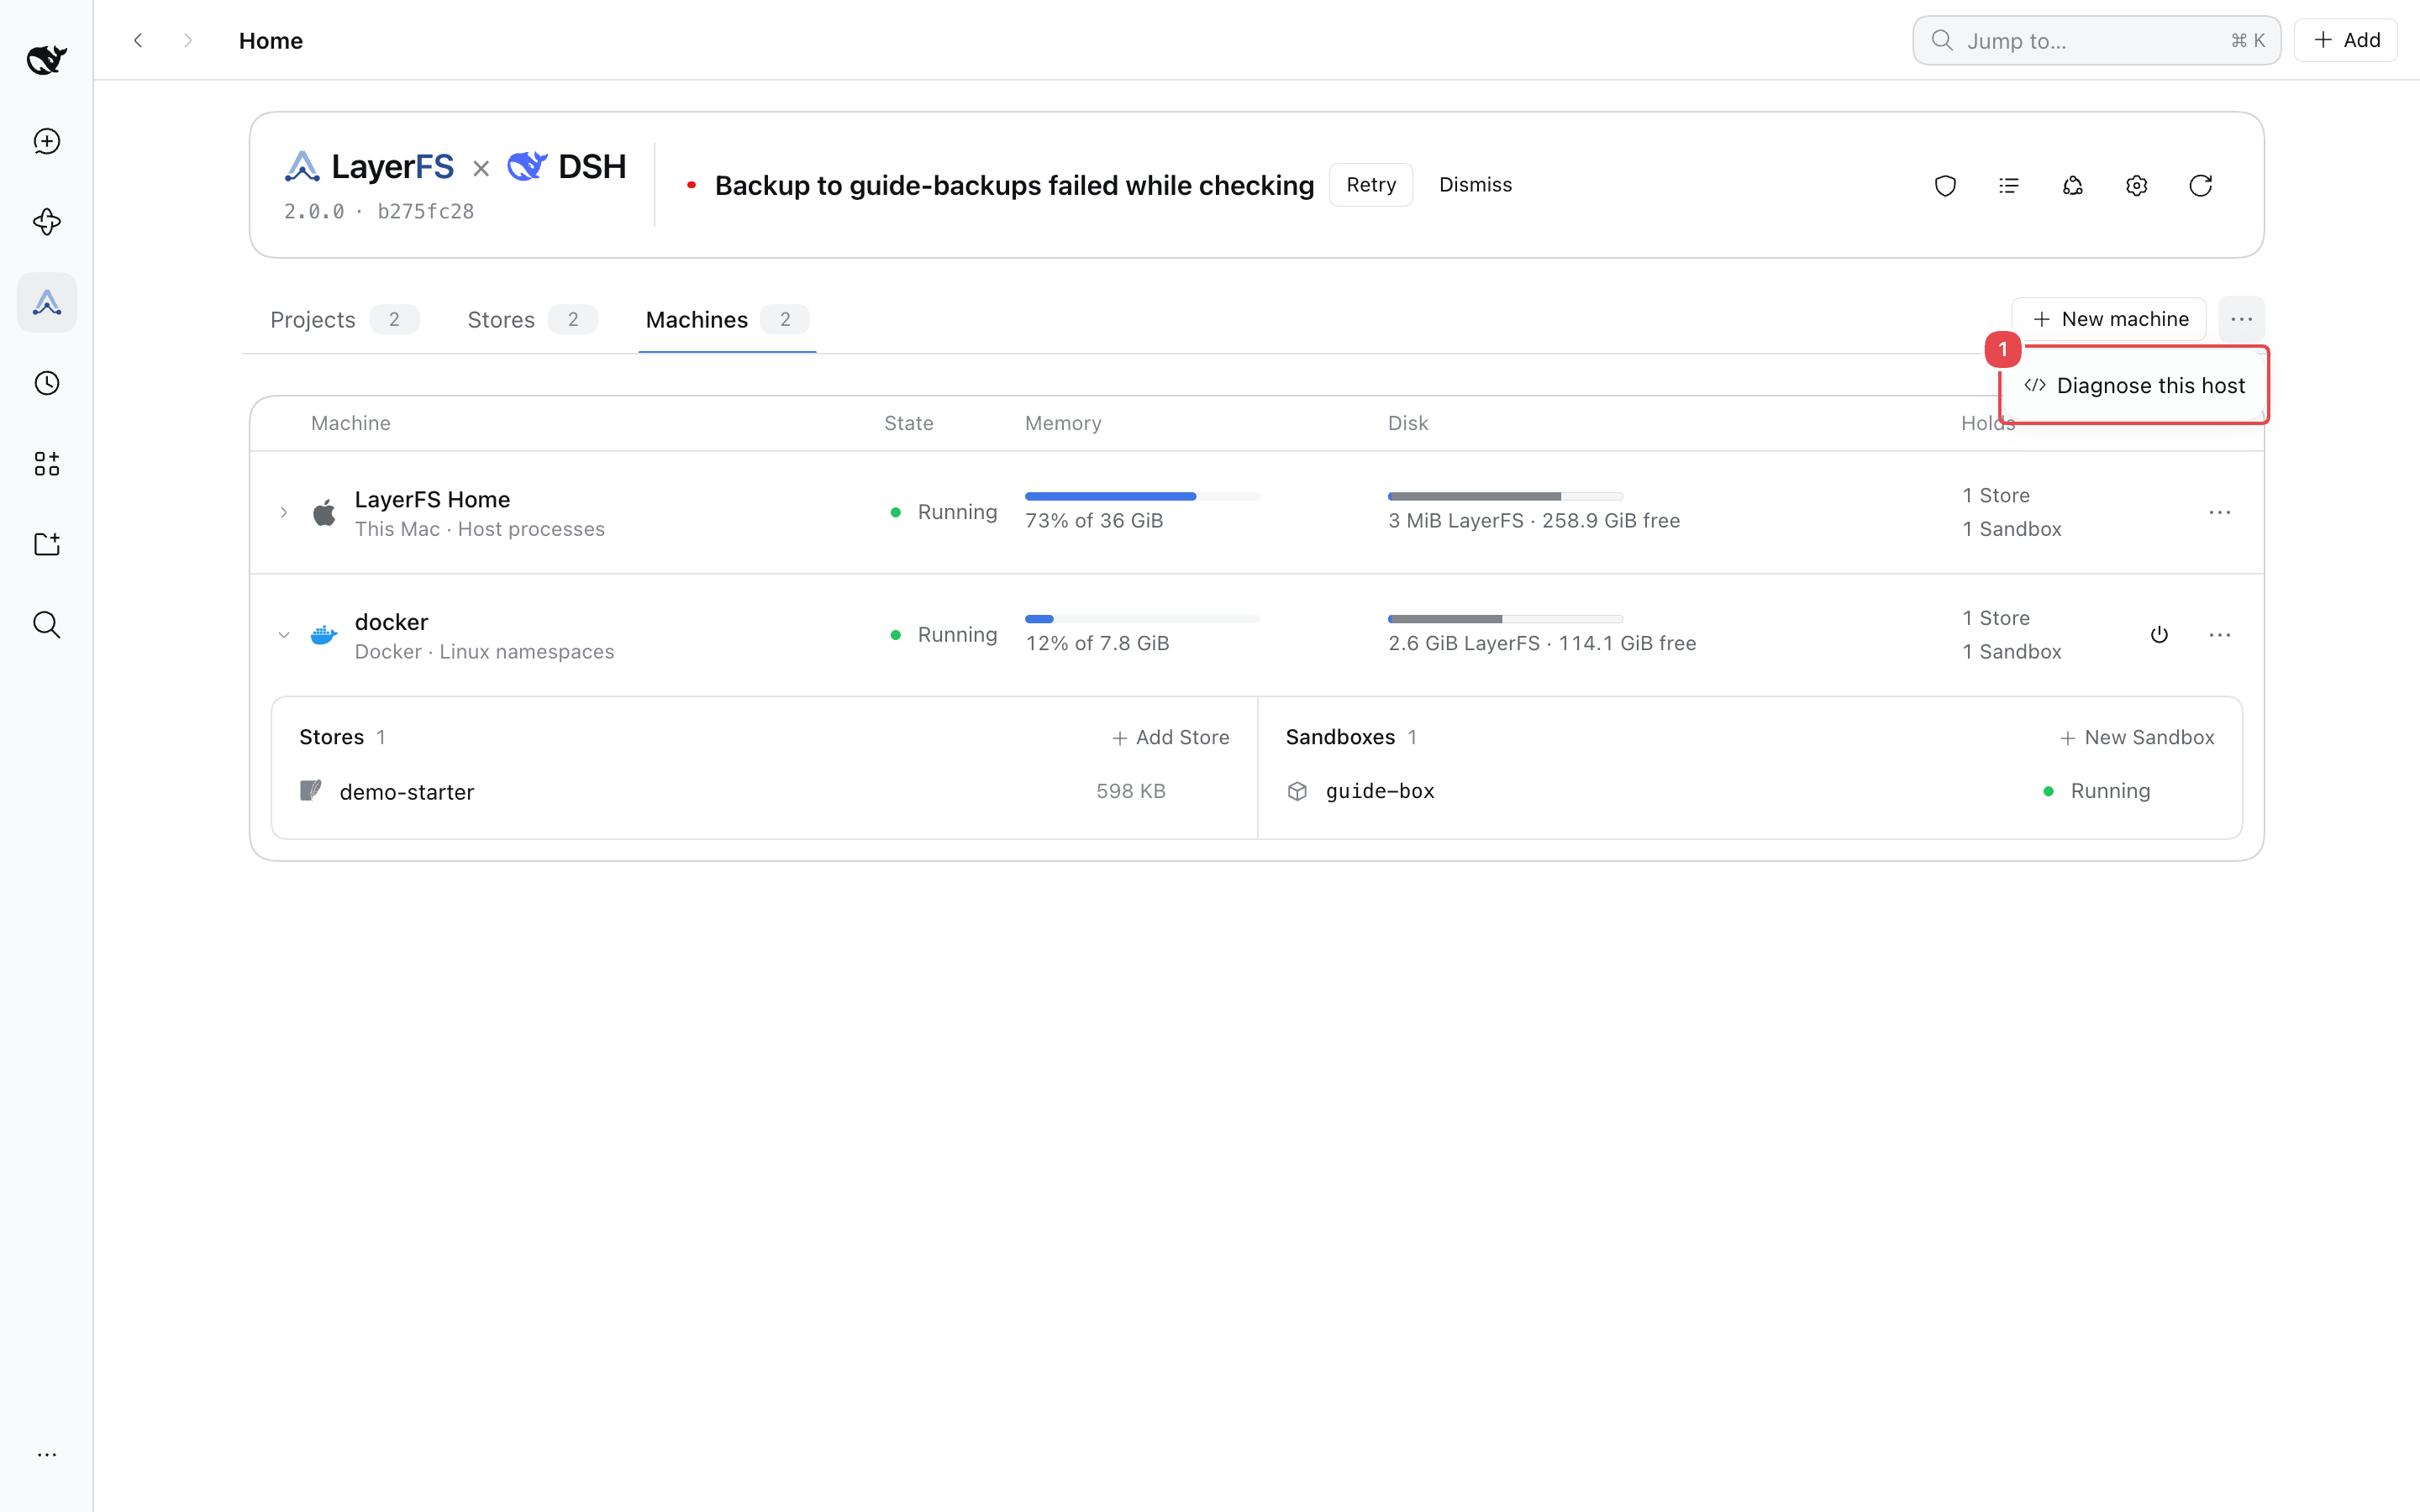 Home
Jump to...
⌘ K
+ Add
LayerFS × DSH
2.0.0 · b275fc28
Backup to guide-backups failed while checking
Retry
Dismiss
Projects 2
Stores 2
Machines 2
+ New machine
1
</> Diagnose this host
Machine
State
Memory
Disk
Holds
LayerFS Home
This Mac · Host processes
Running
73% of 36 GiB
3 MiB LayerFS · 258.9 GiB free
1 Store
1 Sandbox
docker
Docker · Linux namespaces
Running
12% of 7.8 GiB
2.6 GiB LayerFS · 114.1 GiB free
1 Store
1 Sandbox
Stores 1
+ Add Store
demo-starter
598 KB
Sandboxes 1
+ New Sandbox
guide-box
Running